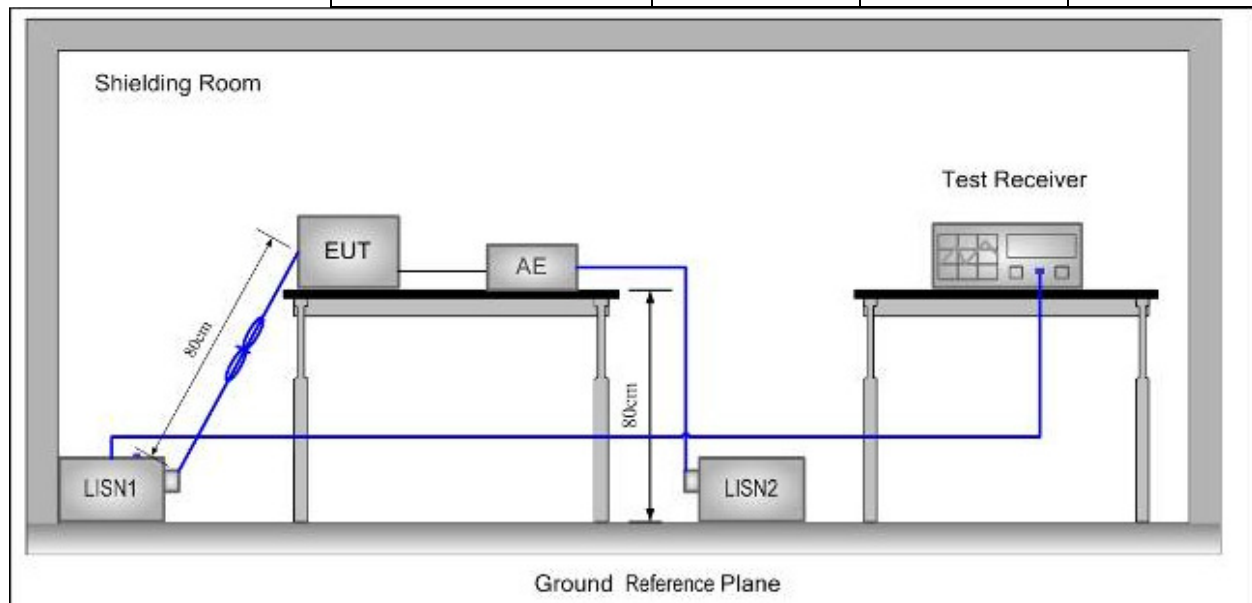 Shielding Room
Test Receiver
EUT
AE
80cm
80cm
LISN1
LISN2
Ground Reference Plane